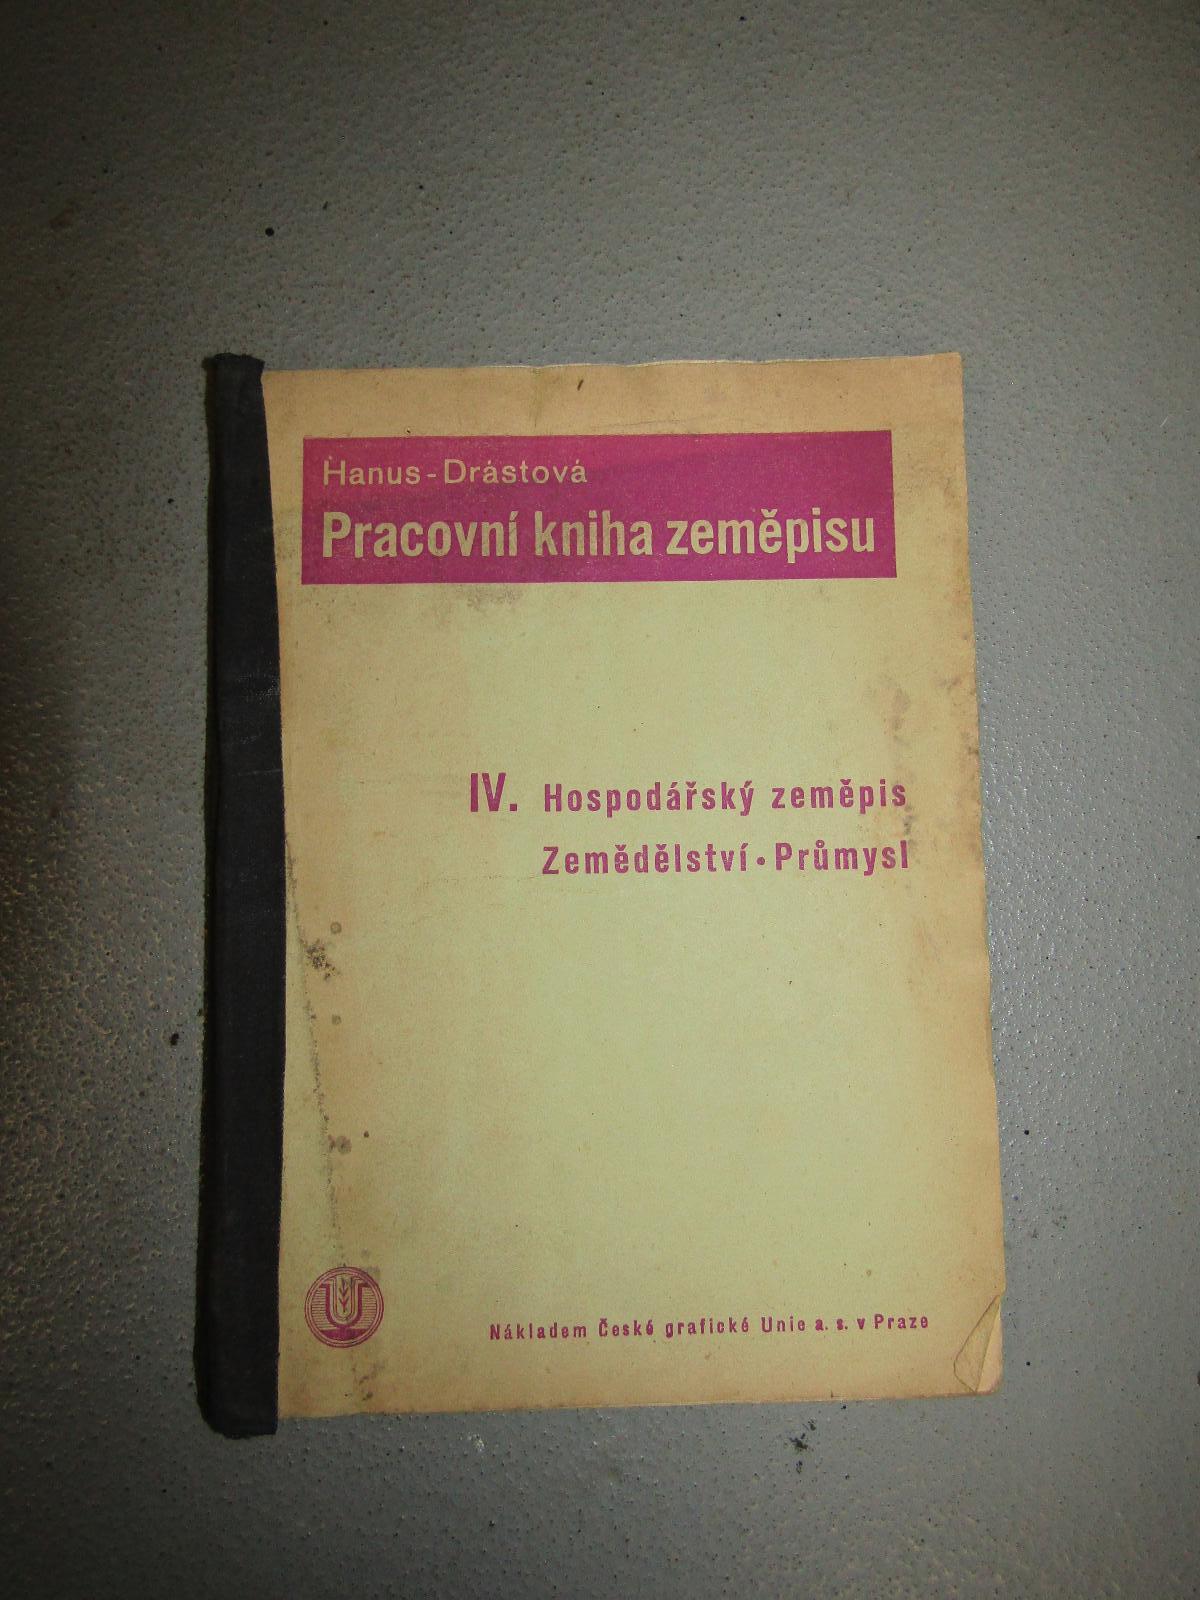 Hanus-Drástová
Pracovní kniha zeměpisu
IV. Hospodářský zeměpis
Zemědělství • Průmysl
U
Nákladem České grafické Unie a. s. v Praze